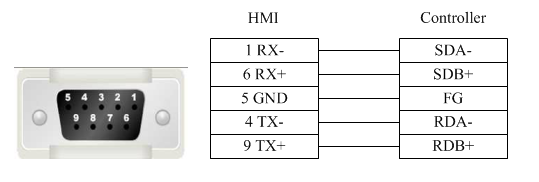 HMI Controller
1 RX- SDA-
6 RX+ SDB+
5 GND FG
4 TX- RDA-
9 TX+ RDB+
5 4 3 2 1
9 8 7 6